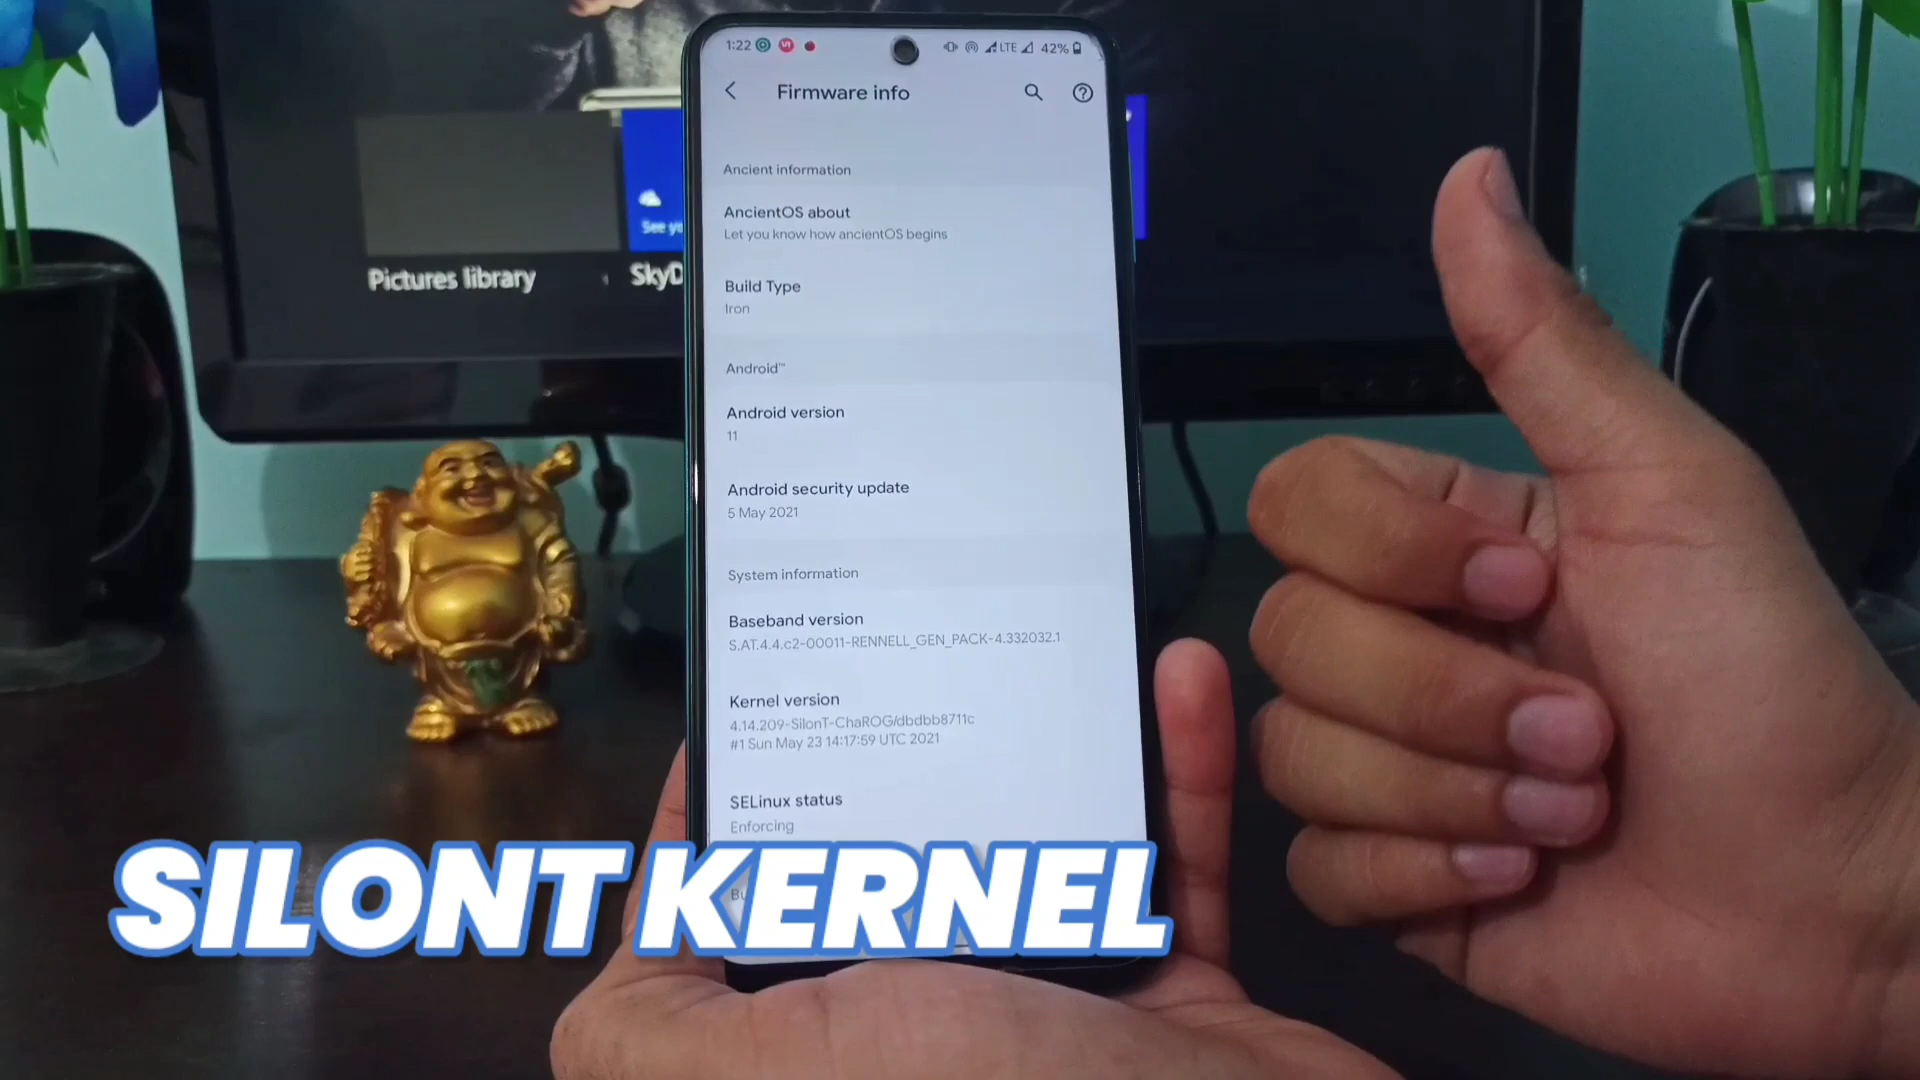 1:22
LTE
42%
Firmware info
Ancient information
AncientOS about
Let you know how ancientOS begins
Build Type
Iron
Android™
Android version
11
Android security update
5 May 2021
System information
Baseband version
S.AT.4.4.c2-00011-RENNELL_GEN_PACK-4.332032.1
Kernel version
4.14.209-SilonT-ChaROG/dbdbb8711c
#1 Sun May 23 14:17:59 UTC 2021
SELinux status
Enforcing
See
Pictures library
SkyD
SILONT KERNEL